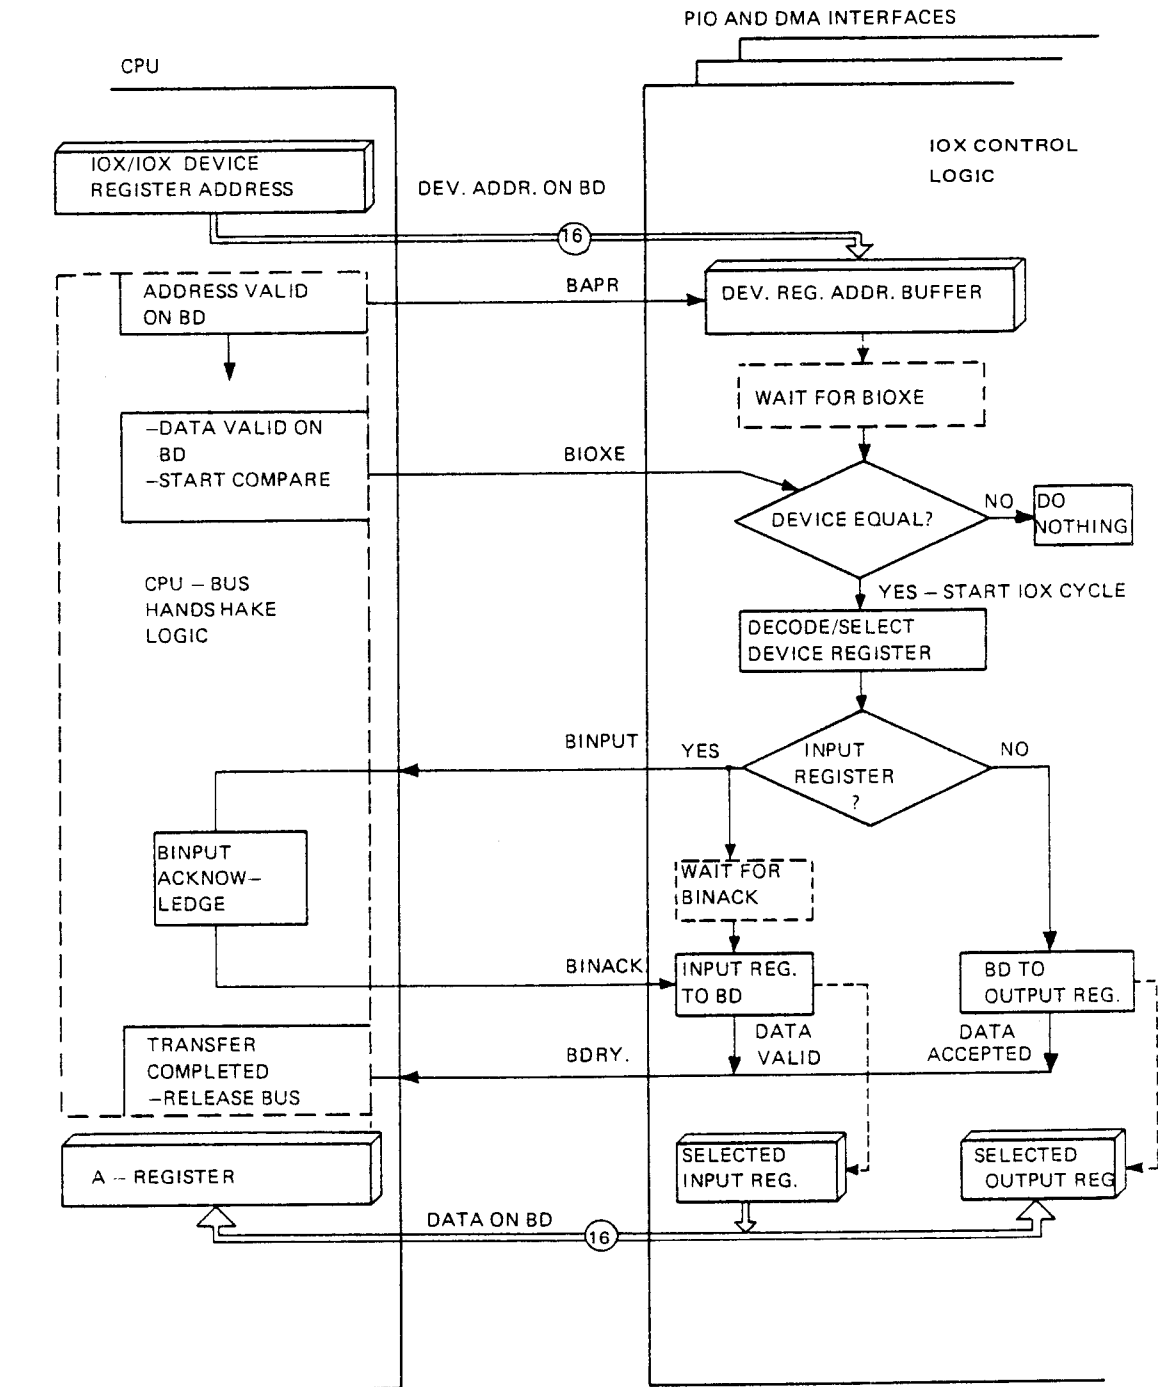 PIO AND DMA INTERFACES
CPU
IOX CONTROL
LOGIC
IOX/IOX DEVICE
REGISTER ADDRESS
DEV. ADDR. ON BD
16
ADDRESS VALID
ON BD
BAPR
DEV. REG. ADDR. BUFFER
WAIT FOR BIOXE
–DATA VALID ON
BD
–START COMPARE
BIOXE
DEVICE EQUAL?
NO
DO
NOTHING
CPU – BUS
HANDSHAKE
LOGIC
YES – START IOX CYCLE
DECODE/SELECT
DEVICE REGISTER
BINPUT
YES
INPUT
REGISTER
?
NO
BINPUT
ACKNOW–
LEDGE
WAIT FOR
BINACK
BINACK
INPUT REG.
TO BD
BD TO
OUTPUT REG.
DATA
VALID
DATA
ACCEPTED
TRANSFER
COMPLETED
–RELEASE BUS
BDRY.
A – REGISTER
SELECTED
INPUT REG.
SELECTED
OUTPUT REG
DATA ON BD
16